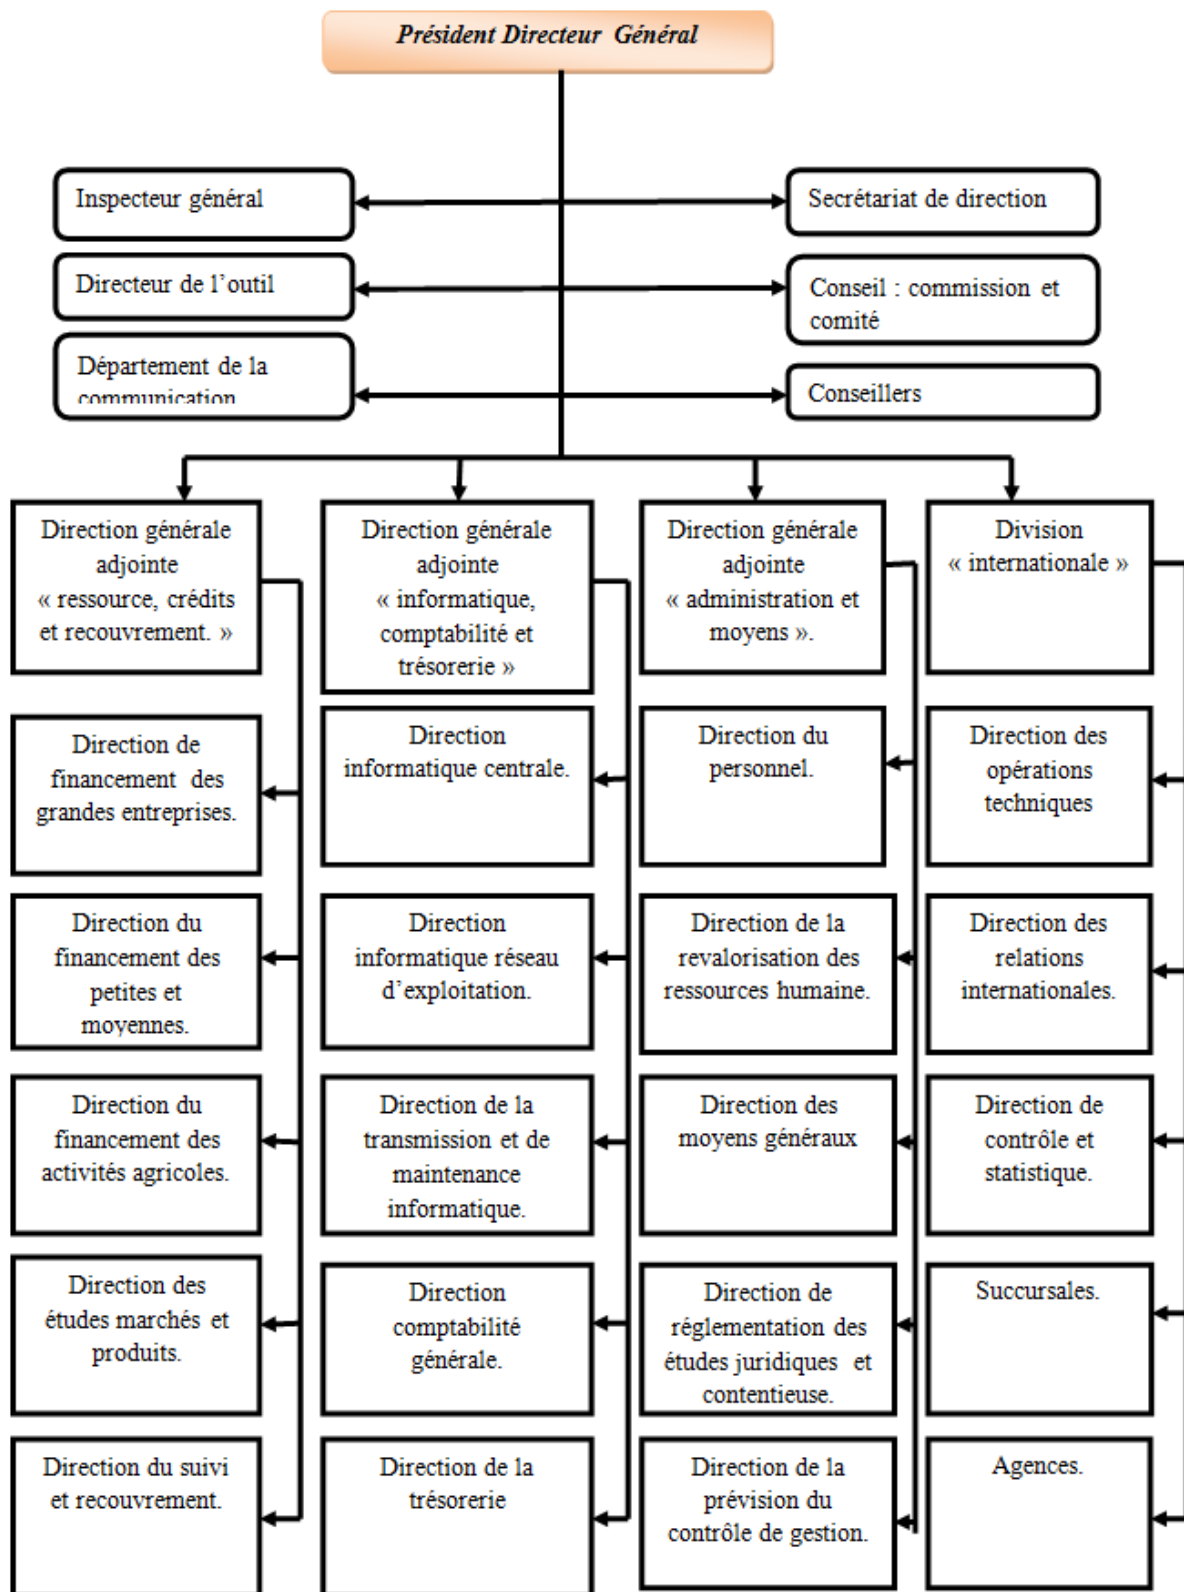 Président Directeur Général
Inspecteur général
Secrétariat de direction
Directeur de l’outil
Conseil : commission et
comité
Département de la
communication
Conseillers
Direction générale
adjointe
« ressource, crédits
et recouvrement. »
Direction générale
adjointe
« informatique,
comptabilité et
trésorerie »
Direction générale
adjointe
« administration et
moyens ».
Division
« internationale »
Direction de
financement des
grandes entreprises.
Direction
informatique centrale.
Direction du
personnel.
Direction des
opérations
techniques
Direction du
financement des
petites et
moyennes.
Direction
informatique réseau
d’exploitation.
Direction de la
revalorisation des
ressources humaine.
Direction des
relations
internationales.
Direction du
financement des
activités agricoles.
Direction de la
transmission et de
maintenance
informatique.
Direction des
moyens généraux
Direction de
contrôle et
statistique.
Direction des
études marchés et
produits.
Direction
comptabilité
générale.
Direction de
réglementation des
études juridiques et
contentieuse.
Succursales.
Direction du suivi
et recouvrement.
Direction de la
trésorerie
Direction de la
prévision du
contrôle de gestion.
Agences.